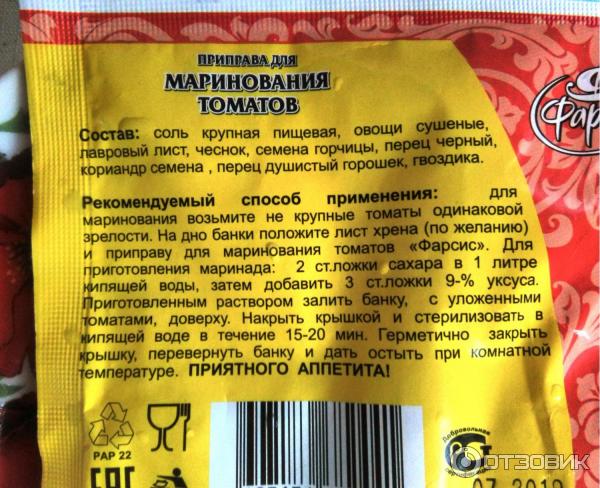 ПРИПРАВА ДЛЯ
МАРИНОВАНИЯ
ТОМАТОВ
Состав: соль крупная пищевая, овощи сушеные,
лавровый лист, чеснок, семена горчицы, перец черный,
кориандр семена , перец душистый горошек, гвоздика.
Рекомендуемый способ применения: для
маринования возьмите не крупные томаты одинаковой
зрелости. На дно банки положите лист хрена (по желанию)
и приправу для маринования томатов «Фарсис». Для
приготовления маринада: 2 ст.ложки сахара в 1 литре
кипящей воды, затем добавить 3 ст.ложки 9-% уксуса.
Приготовленным раствором залить банку, с уложенными
томатами, доверху. Накрыть крышкой и стерилизовать в
кипящей воде в течение 15-20 мин. Герметично закрыть
крышку, перевернуть банку и дать остыть при комнатной
температуре. ПРИЯТНОГО АППЕТИТА!
PAP 22
EAC
Добровольная
ОТЗОВИК